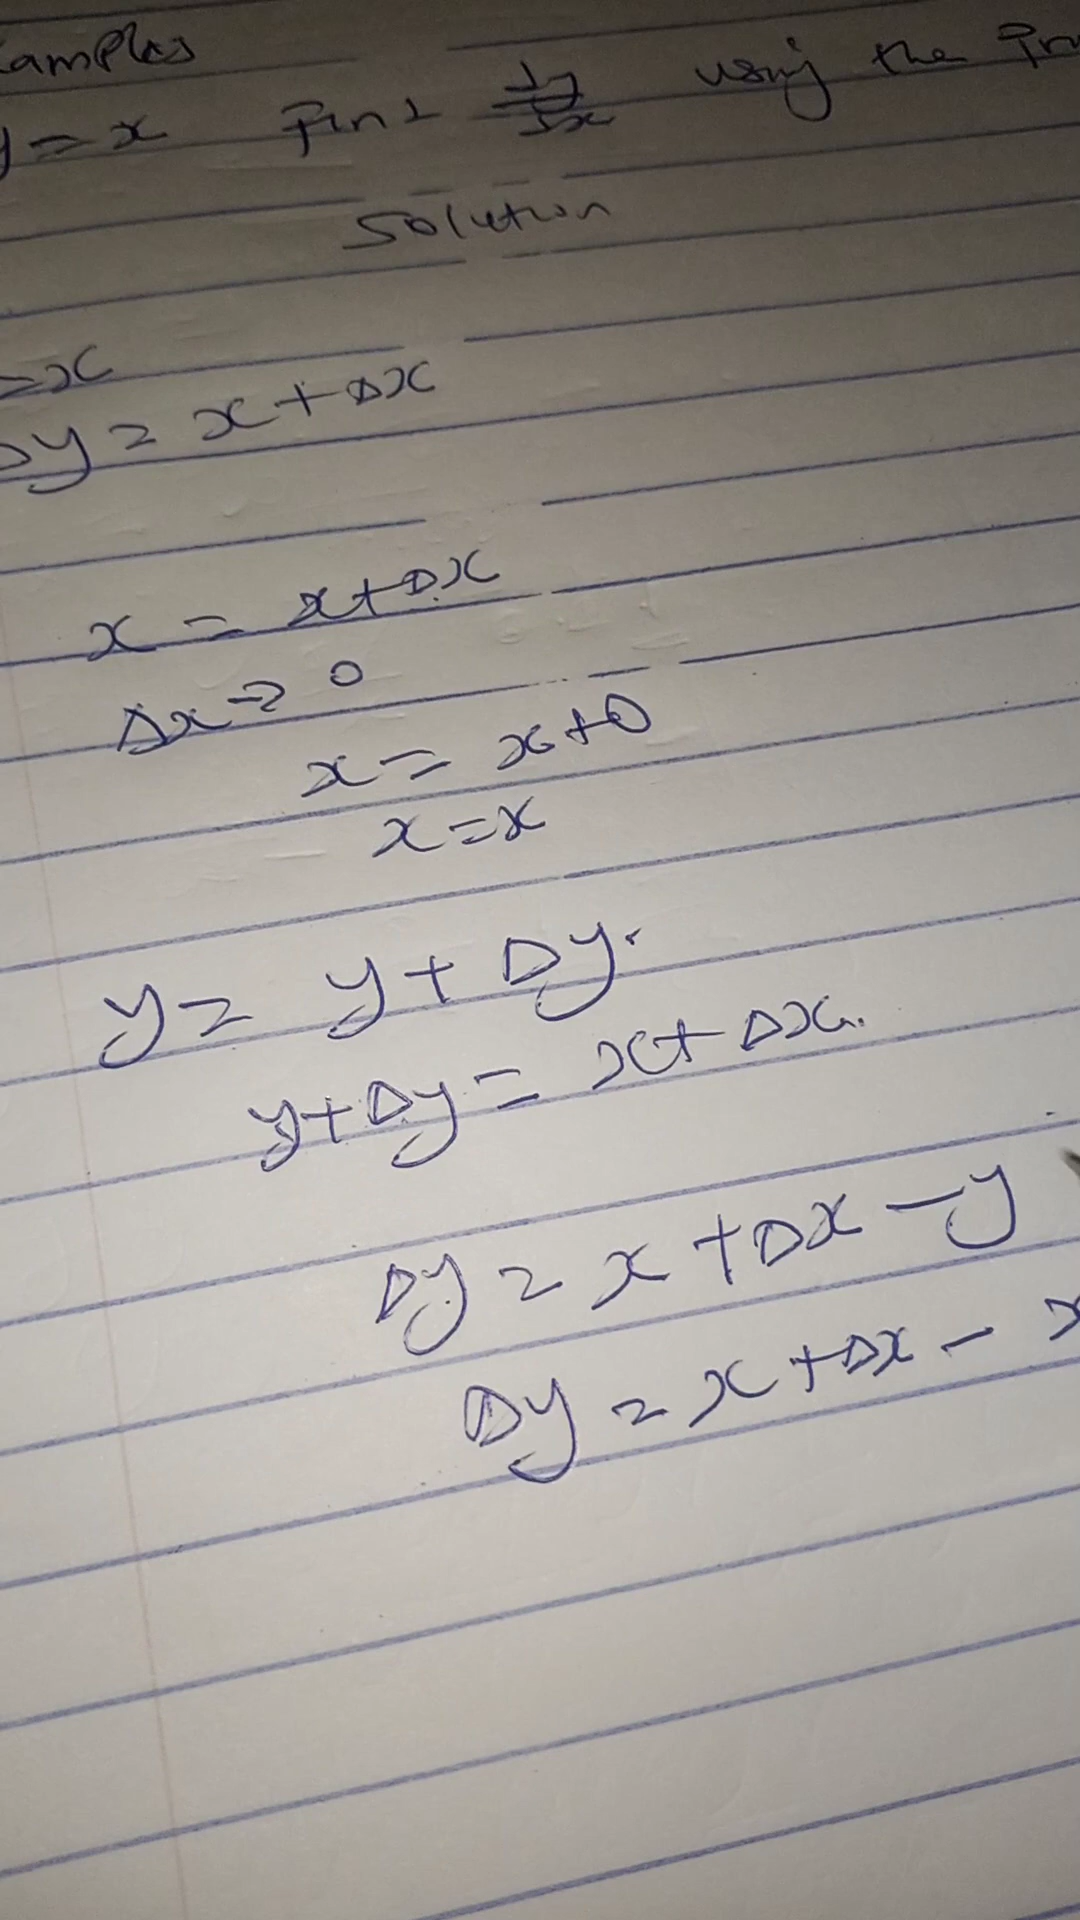 amples
y = x Find dy/dx using the
solution
= x
Δy = x + Δx
x = x + Δx
Δx → 0
x = x + 0
x = x
y = y + Δy.
y + Δy = x + Δx.
Δy = x + Δx - y
Δy = x + Δx -